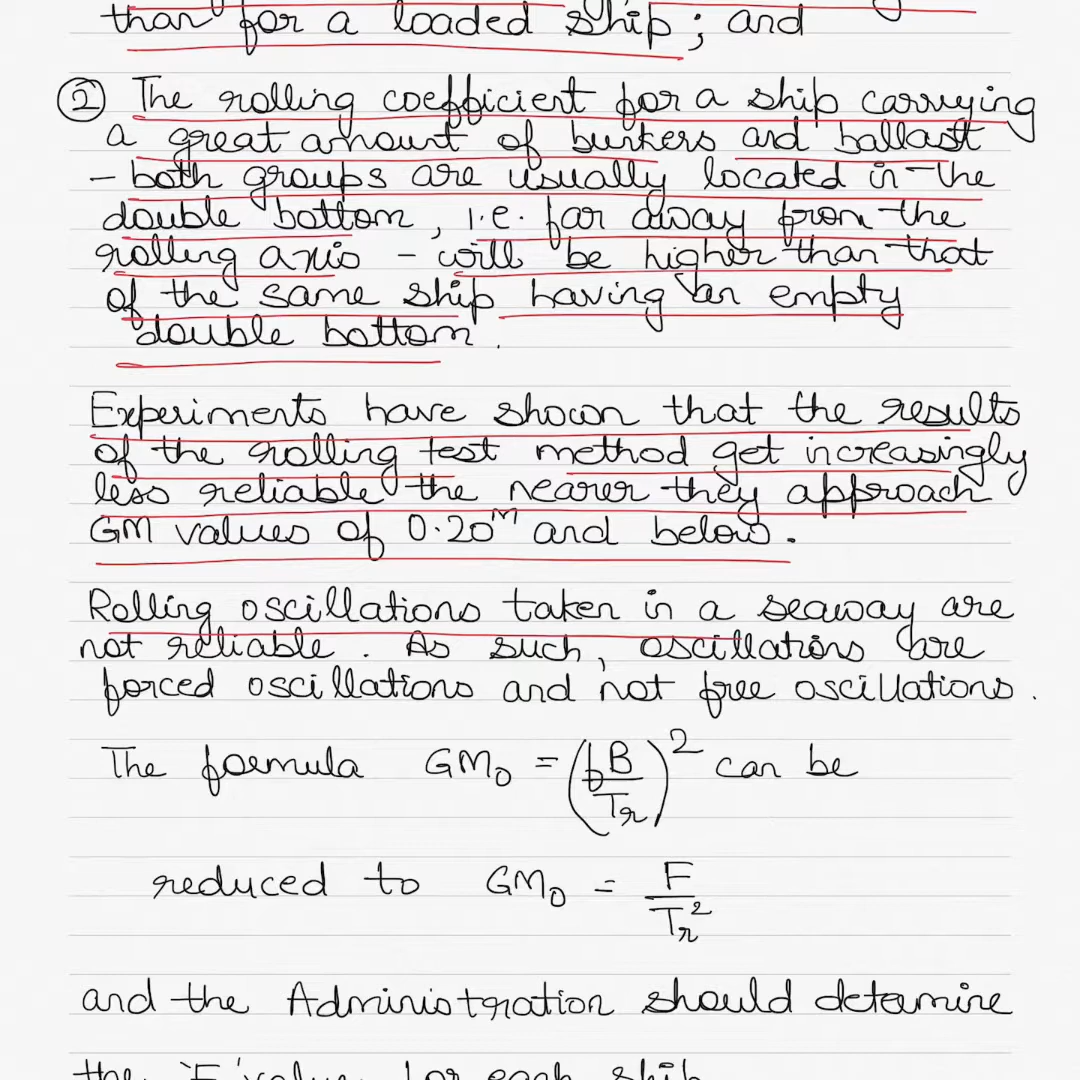 than for a loaded ship ; and
② The rolling coefficient for a ship carrying
a great amount of bunkers and ballast
- both groups are usually located in the
double bottom, i.e. far away from the
rolling axis - will be higher than that
of the same ship having an empty
double bottom.
Experiments have shown that the results
of the rolling test method get increasingly
less reliable the nearer they approach
GM values of 0.20ᴹ and below.
Rolling oscillations taken in a seaway are
not reliable. As such, oscillations are
forced oscillations and not free oscillations.
The formula GM₀ = (fB/Tr)² can be
reduced to GM₀ = F/Tr²
and the Administration should determine
the 'F' value for each ship